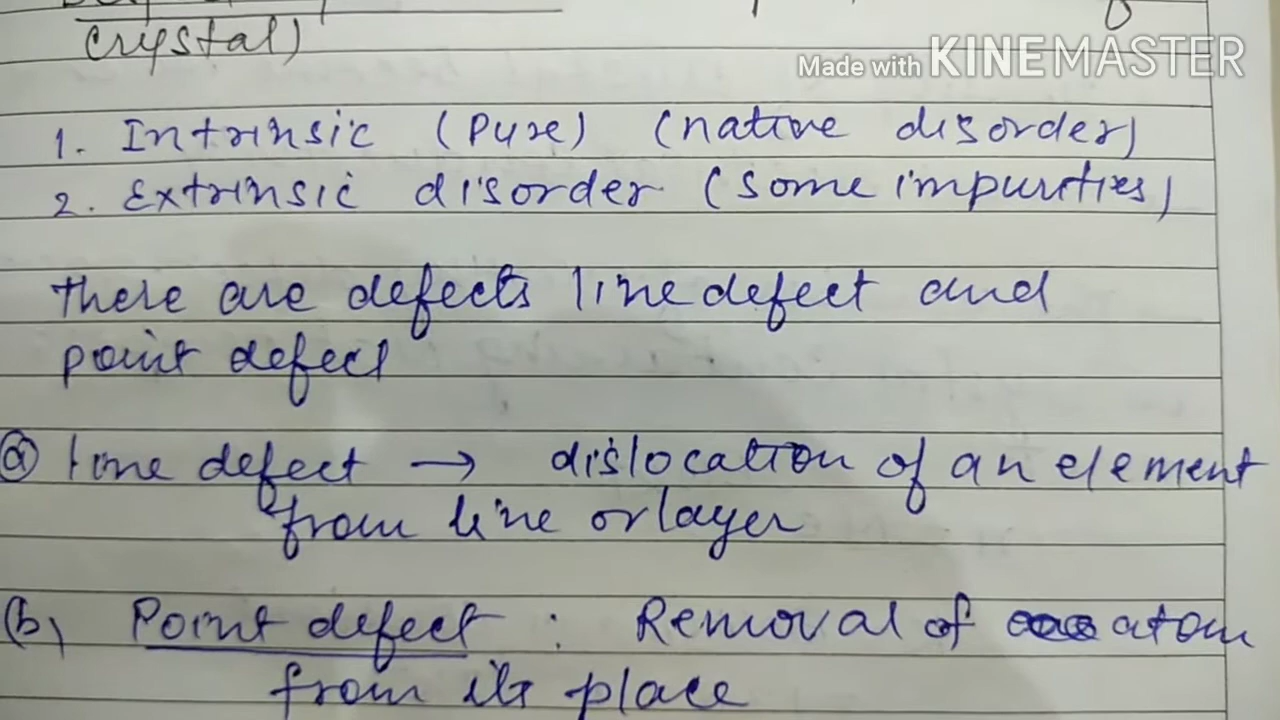 crystal)
Made with KINEMASTER
1. Intrinsic (Pure) (native disorder)
2. Extrinsic disorder (some impurities)
there are defects line defect and
point defect
(a) line defect → dislocation of an element
from line or layer
(b) Point defect : Removal of atom
from its place